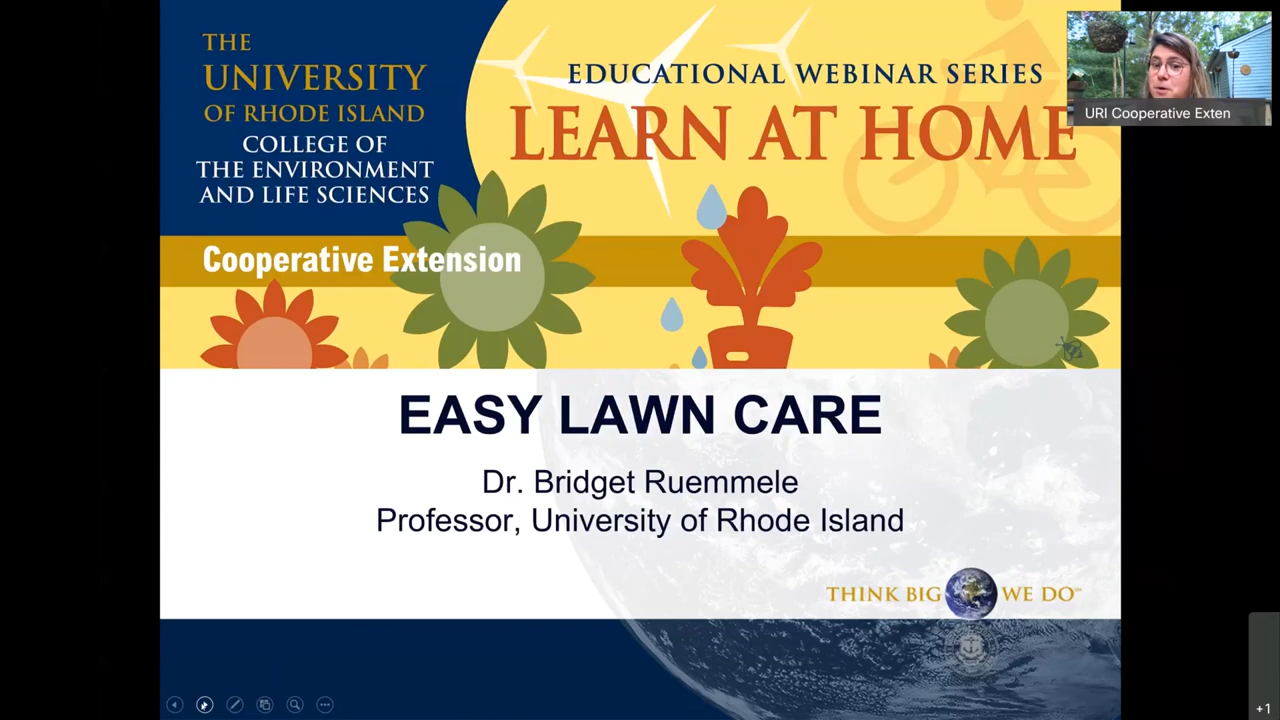 THE
UNIVERSITY
OF RHODE ISLAND
COLLEGE OF
THE ENVIRONMENT
AND LIFE SCIENCES
EDUCATIONAL WEBINAR SERIES
LEARN AT HOME
URI Cooperative Exten
Cooperative Extension
EASY LAWN CARE
Dr. Bridget Ruemmele
Professor, University of Rhode Island
THINK BIG WE DO℠
+1